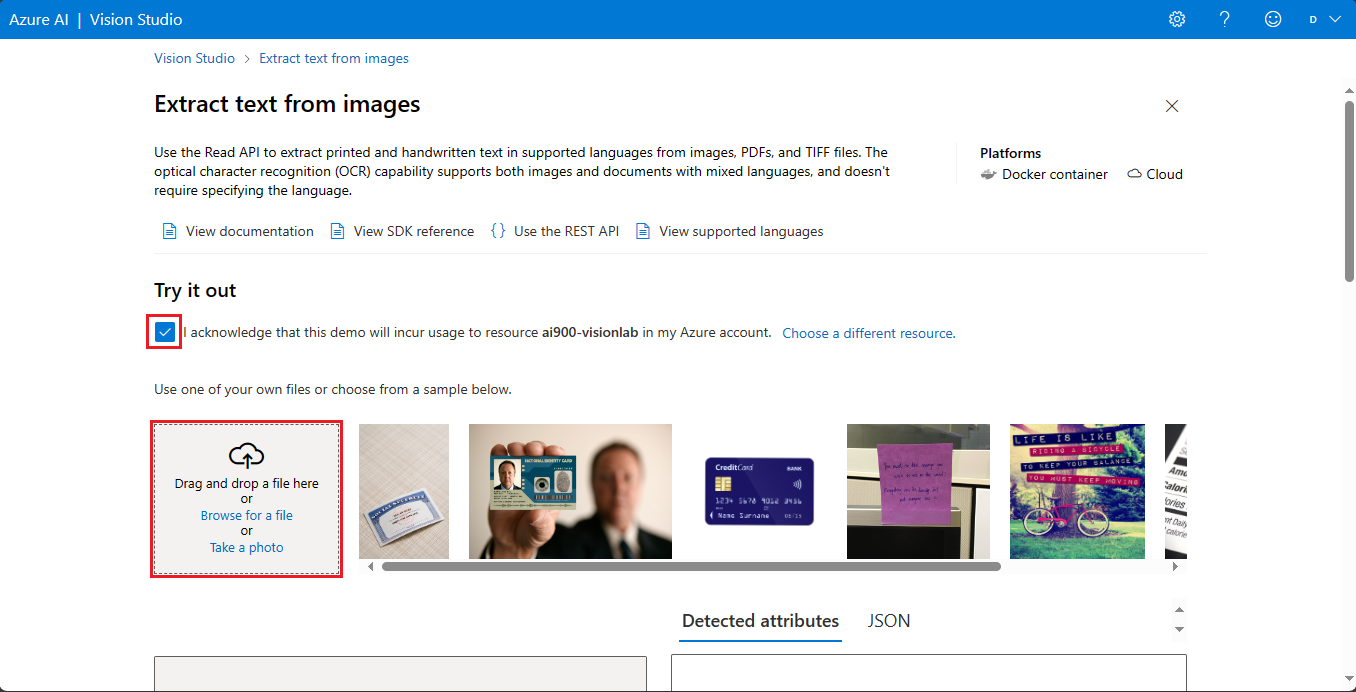 Azure AI | Vision Studio
D
Vision Studio > Extract text from images
Extract text from images
Use the Read API to extract printed and handwritten text in supported languages from images, PDFs, and TIFF files. The
optical character recognition (OCR) capability supports both images and documents with mixed languages, and doesn't
require specifying the language.
Platforms
Docker container Cloud
View documentation View SDK reference {} Use the REST API View supported languages
Try it out
I acknowledge that this demo will incur usage to resource ai900-visionlab in my Azure account. Choose a different resource.
Use one of your own files or choose from a sample below.
Drag and drop a file here
or
Browse for a file
or
Take a photo
SOCIAL SECURITY
NATIONAL IDENTITY CARD
CreditCard BANK
1234 5678 9012 3456
Name Surname 05/15
LIFE IS LIKE
RIDING A BICYCLE
TO KEEP YOUR BALANCE
YOU MUST KEEP MOVING
Detected attributes JSON